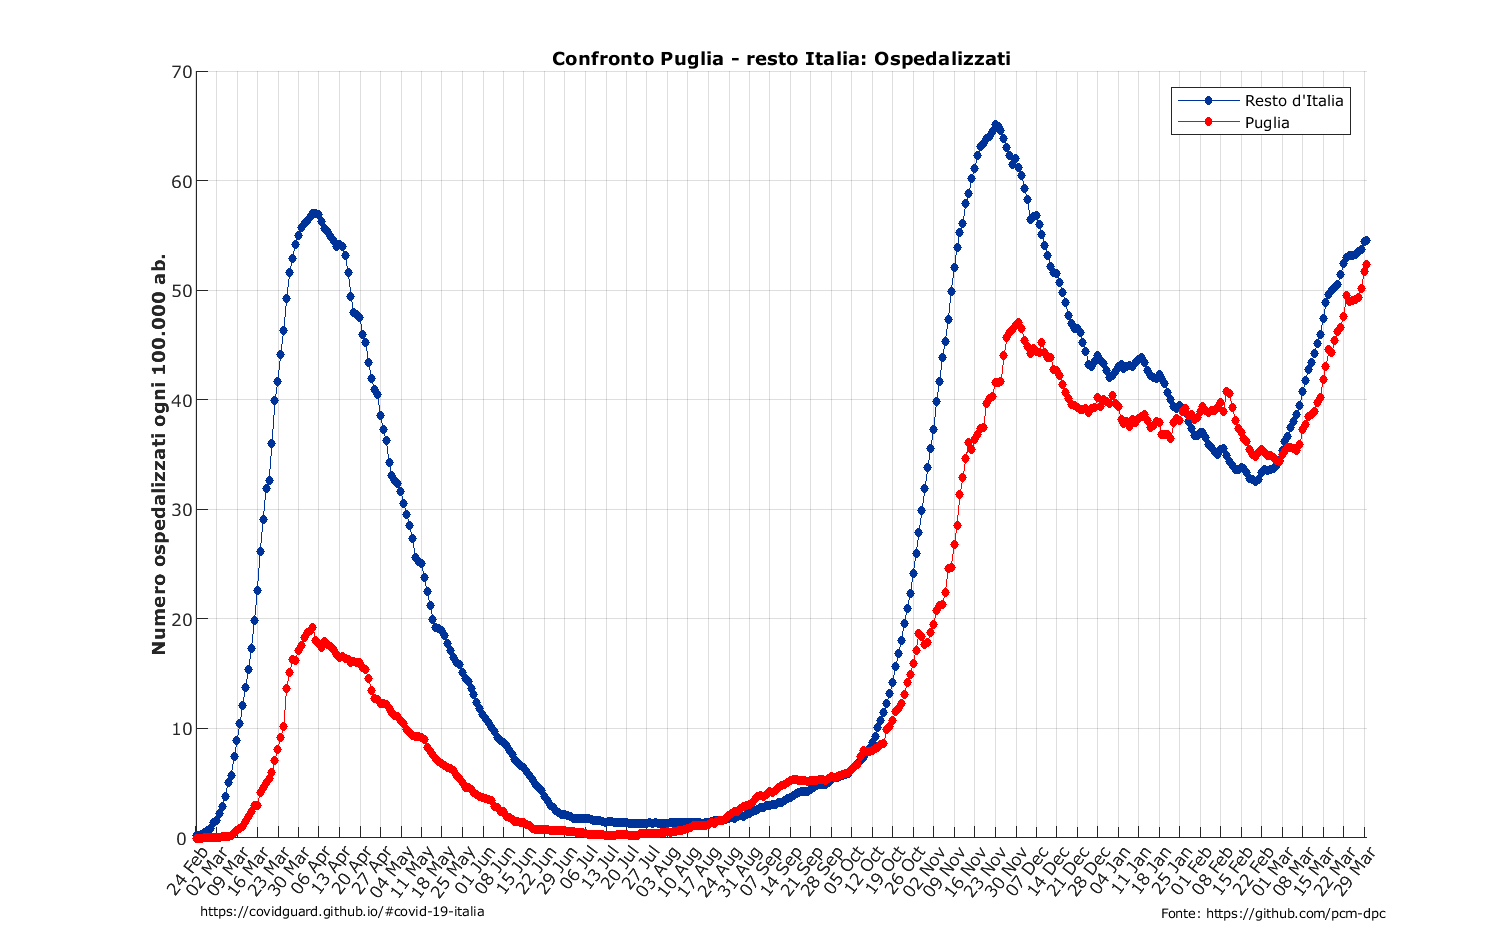 Confronto Puglia - resto Italia: Ospedalizzati
Resto d'Italia
Puglia
Numero ospedalizzati ogni 100.000 ab.
70
60
50
40
30
20
10
0
24 Feb
02 Mar
09 Mar
16 Mar
23 Mar
30 Mar
06 Apr
13 Apr
20 Apr
27 Apr
04 May
11 May
18 May
25 May
01 Jun
08 Jun
15 Jun
22 Jun
29 Jun
06 Jul
13 Jul
20 Jul
27 Jul
03 Aug
10 Aug
17 Aug
24 Aug
31 Aug
07 Sep
14 Sep
21 Sep
28 Sep
05 Oct
12 Oct
19 Oct
26 Oct
02 Nov
09 Nov
16 Nov
23 Nov
30 Nov
07 Dec
14 Dec
21 Dec
28 Dec
04 Jan
11 Jan
18 Jan
25 Jan
01 Feb
08 Feb
15 Feb
22 Feb
01 Mar
08 Mar
15 Mar
22 Mar
29 Mar
https://covidguard.github.io/#covid-19-italia
Fonte: https://github.com/pcm-dpc